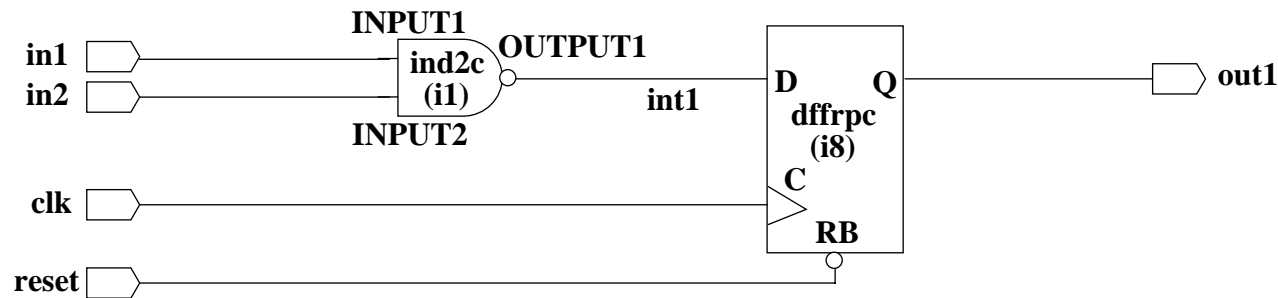 INPUT1
in1
OUTPUT1
ind2c
(i1)
in2
int1
INPUT2
D
Q
out1
dffrpc
(i8)
C
clk
RB
reset